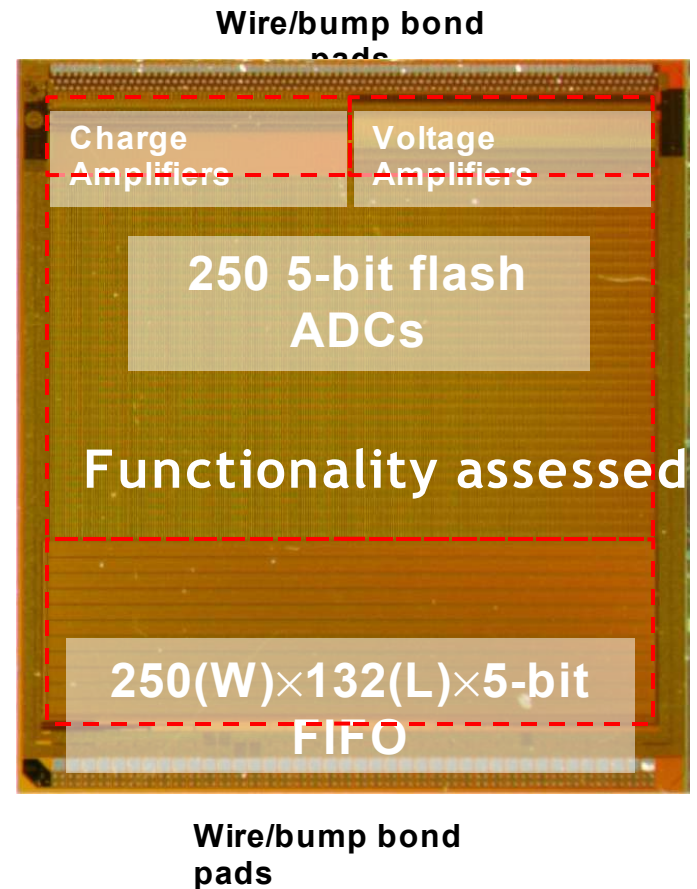 Wire/bump bond
pads
Charge
Amplifiers
Voltage
Amplifiers
250 5-bit flash
ADCs
Functionality assessed
250(W)×132(L)×5-bit
FIFO
Wire/bump bond
pads